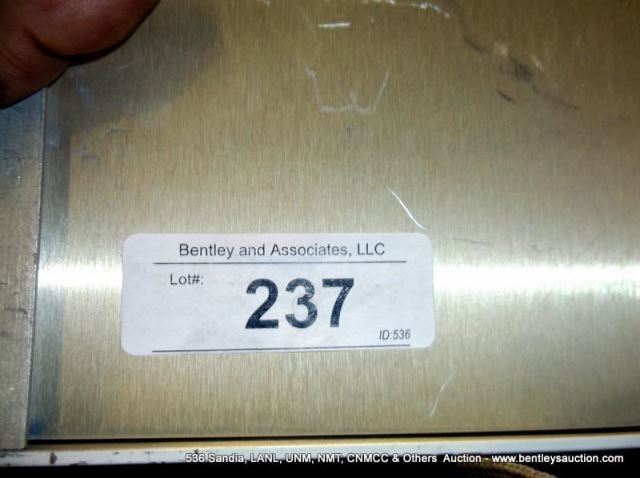 Bentley and Associates, LLC
Lot#:
237
ID:536
536 Sandia, LANL, UNM, NMT, CNMCC & Others  Auction - www.bentleysauction.com